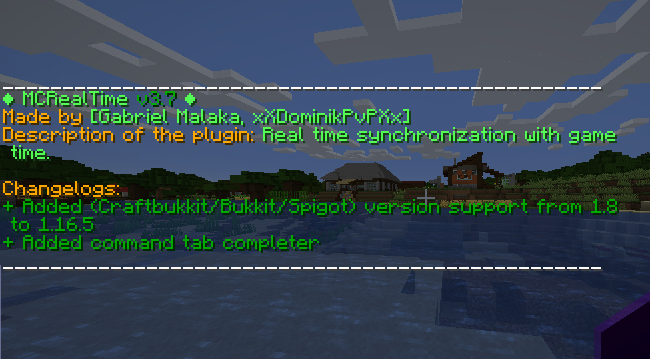 ♦ MCRealTime v3.7 ♦
Made by [Gabriel Malaka, xXDominikPvPXx]
Description of the plugin: Real time synchronization with game
time.
Changelogs:
+ Added (Craftbukkit/Bukkit/Spigot) version support from 1.8
to 1.16.5
+ Added command tab completer